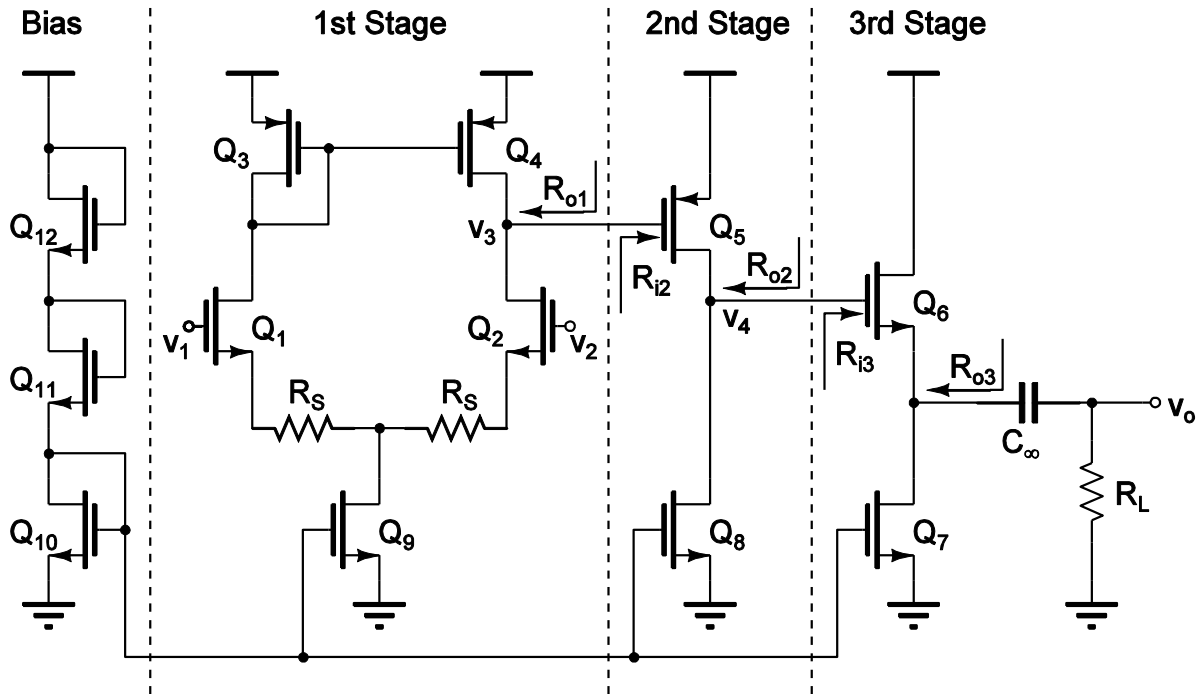 Bias
1st Stage
2nd Stage
3rd Stage
Q3
Q4
Ro1
Q12
v3
Q5
Ro2
Ri2
v4
Q6
v1
Q1
Q2
v2
Ri3
Q11
RS
RS
Ro3
vo
C∞
Q10
Q9
Q8
Q7
RL